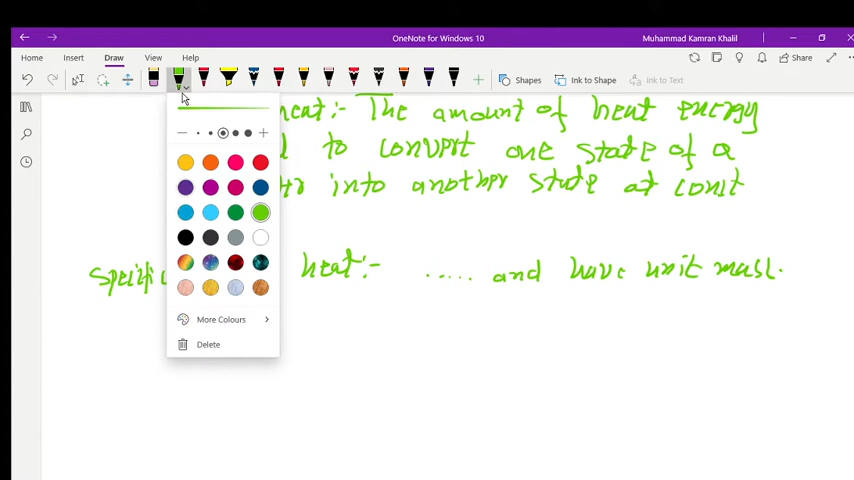 OneNote for Windows 10
Muhammad Kamran Khalil
Home Insert Draw View Help
Share
Shapes Ink to Shape Ink to Text
heat:- The amount of heat energy
to convert one state of a
into another state at const
heat:- ..... and have unit mass.
More Colours
Delete